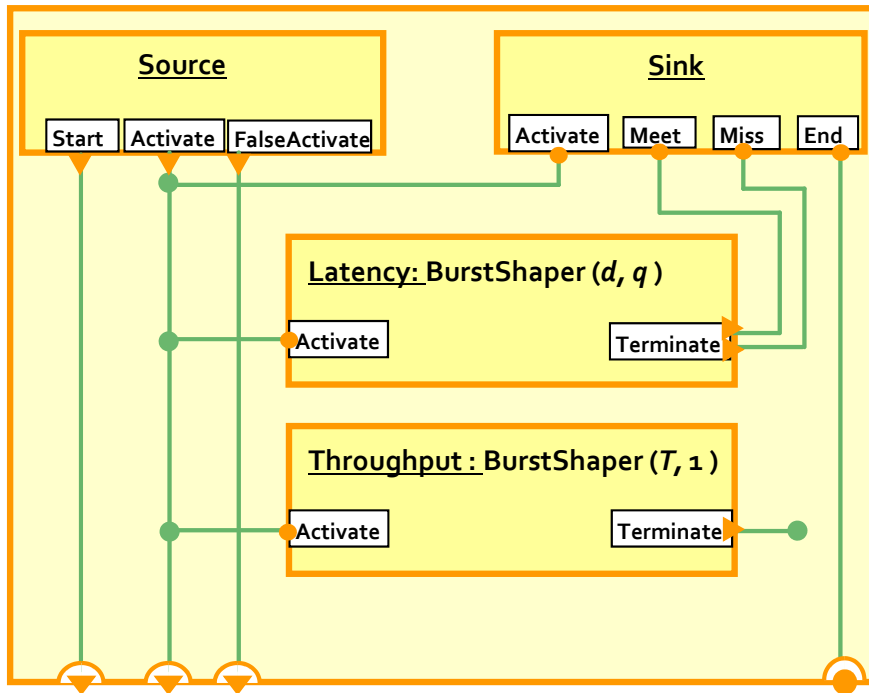 Source
Sink
Start Activate FalseActivate
Activate Meet Miss End
Latency: BurstShaper (d, q )
Activate
Terminate
Throughput : BurstShaper (T, 1 )
Activate
Terminate